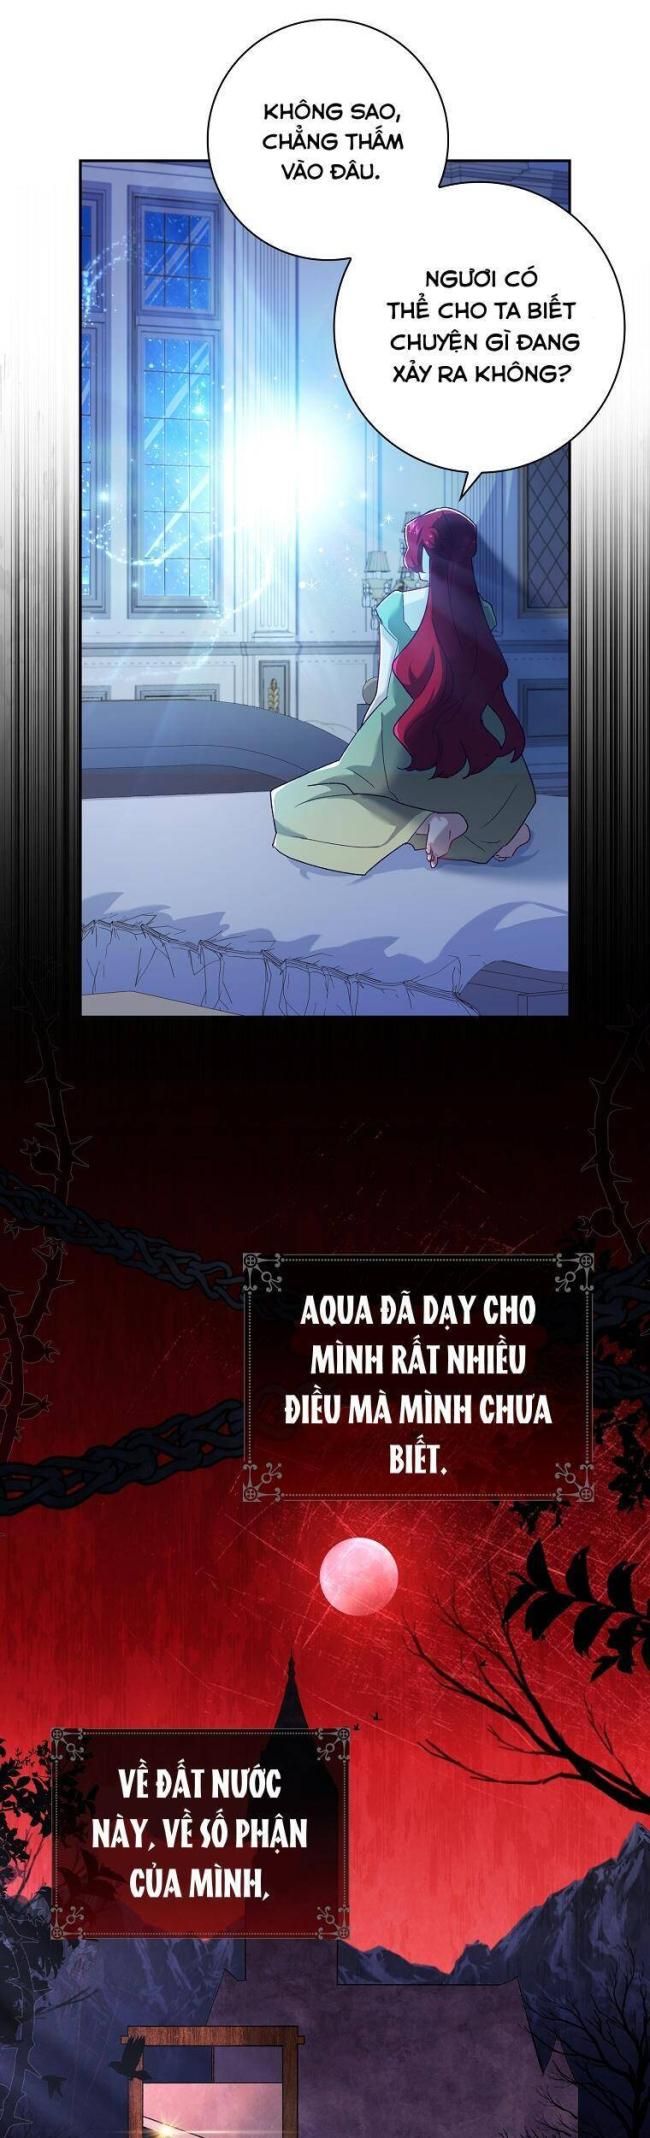 KHÔNG SAO,
CHẲNG THẤM
VÀO ĐÂU.
NGƯƠI CÓ
THỂ CHO TA BIẾT
CHUYỆN GÌ ĐANG
XẢY RA KHÔNG?
AQUA ĐÃ DẠY CHO
MÌNH RẤT NHIỀU
ĐIỀU MÀ MÌNH CHƯA
BIẾT.
VỀ ĐẤT NƯỚC
NÀY, VỀ SỐ PHẬN
CỦA MÌNH,